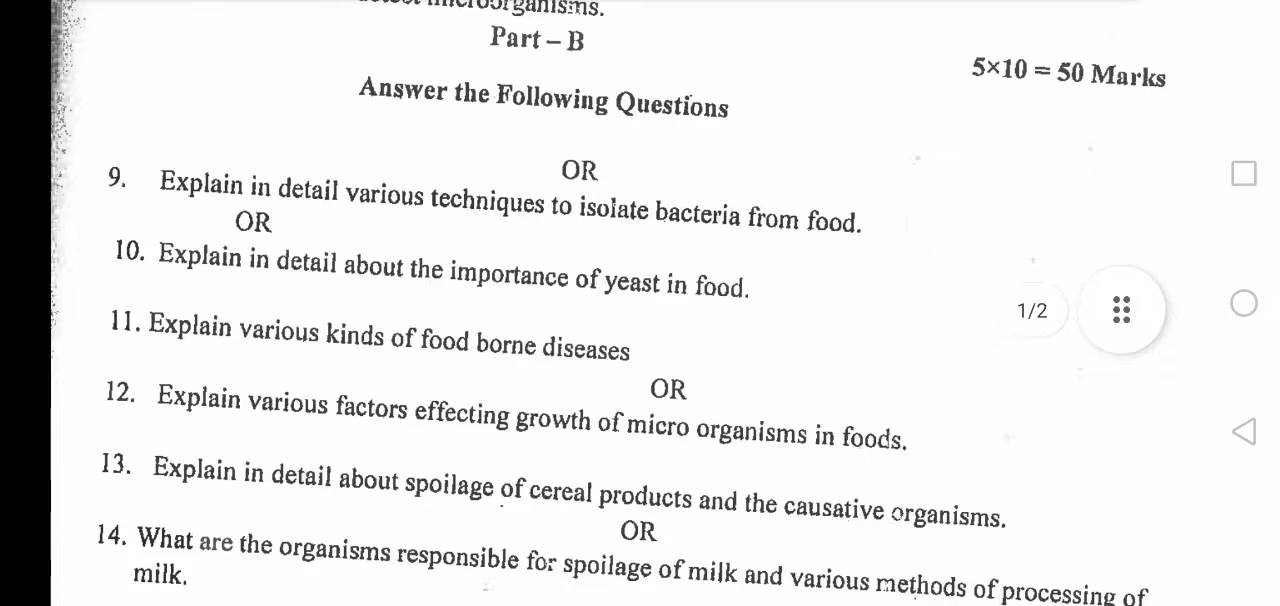 microorganisms.
Part – B
5×10 = 50 Marks
Answer the Following Questions
OR
9. Explain in detail various techniques to isolate bacteria from food.
OR
10. Explain in detail about the importance of yeast in food.
1/2
11. Explain various kinds of food borne diseases
OR
12. Explain various factors effecting growth of micro organisms in foods.
13. Explain in detail about spoilage of cereal products and the causative organisms.
OR
14. What are the organisms responsible for spoilage of milk and various methods of processing of
milk.